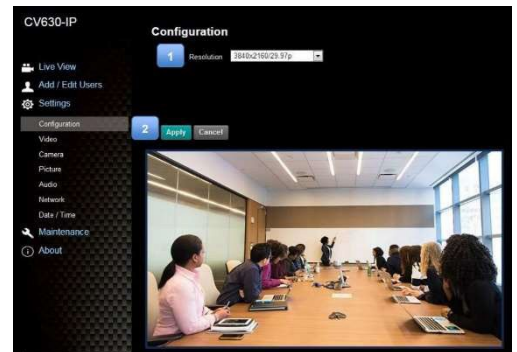 CV630-IP
Configuration
1 Resolution 3840x2160/29.97p
Live View
Add / Edit Users
Settings
Configuration
2 Apply Cancel
Video
Camera
Picture
Audio
Network
Date / Time
Maintenance
About